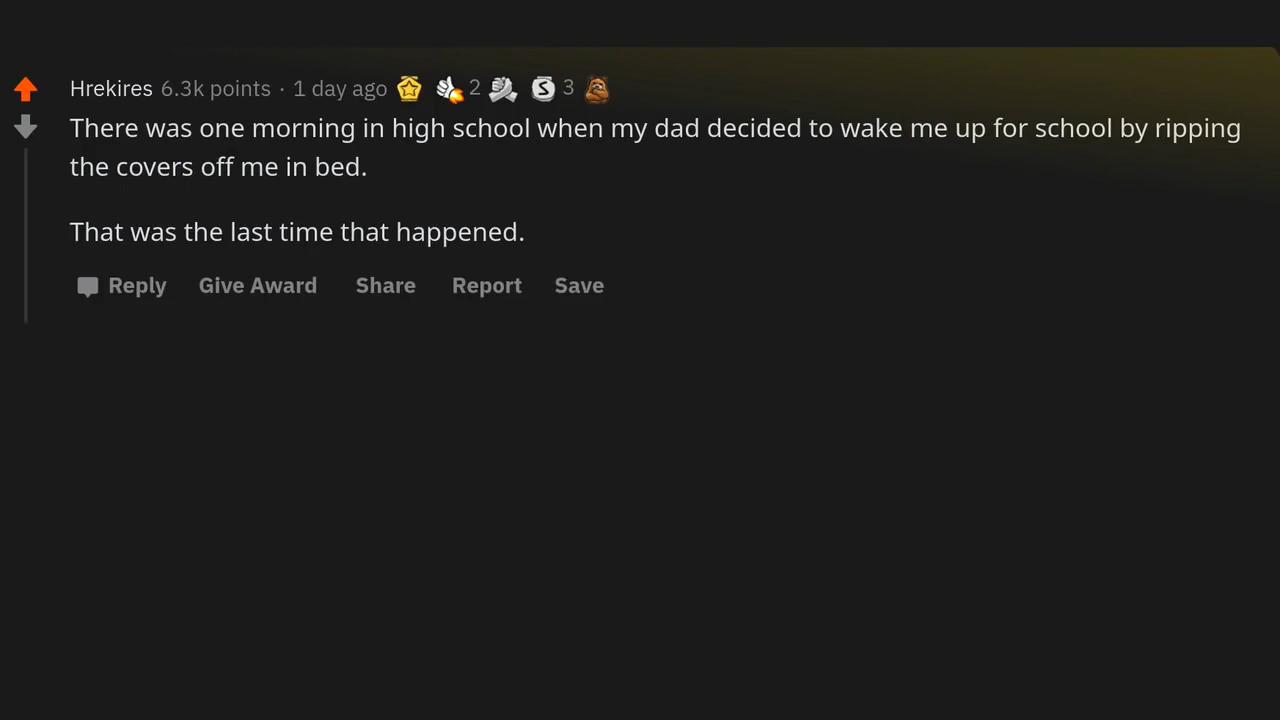 Hrekires 6.3k points · 1 day ago 2 S 3
There was one morning in high school when my dad decided to wake me up for school by ripping
the covers off me in bed.
That was the last time that happened.
Reply Give Award Share Report Save